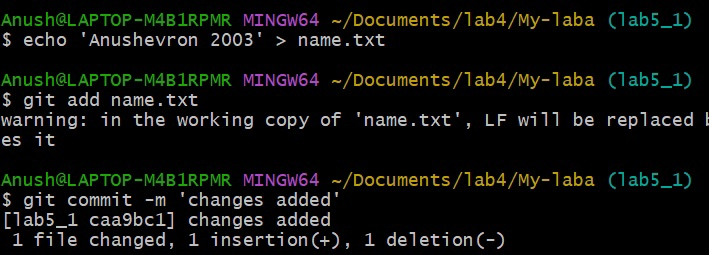 Anush@LAPTOP-M4B1RPMR MINGW64 ~/Documents/lab4/My-laba (lab5_1)
$ echo 'Anushevron 2003' > name.txt
Anush@LAPTOP-M4B1RPMR MINGW64 ~/Documents/lab4/My-laba (lab5_1)
$ git add name.txt
warning: in the working copy of 'name.txt', LF will be replaced
es it
Anush@LAPTOP-M4B1RPMR MINGW64 ~/Documents/lab4/My-laba (lab5_1)
$ git commit -m 'changes added'
[lab5_1 caa9bc1] changes added
1 file changed, 1 insertion(+), 1 deletion(-)